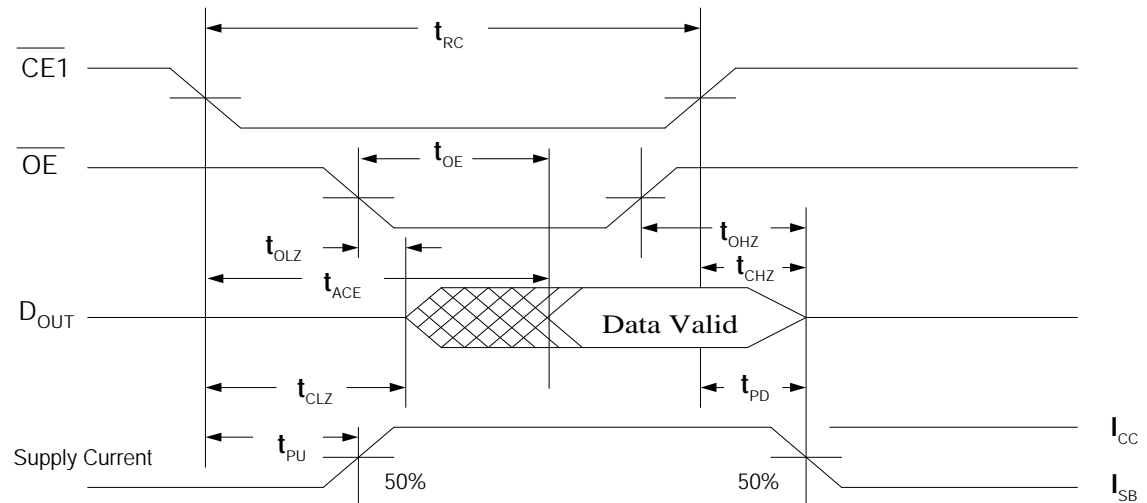 tRC
CE1
tOE
OE
tOHZ
tOLZ
tCHZ
tACE
DOUT
Data Valid
tCLZ
tPD
ICC
tPU
Supply Current
50%
50%
ISB